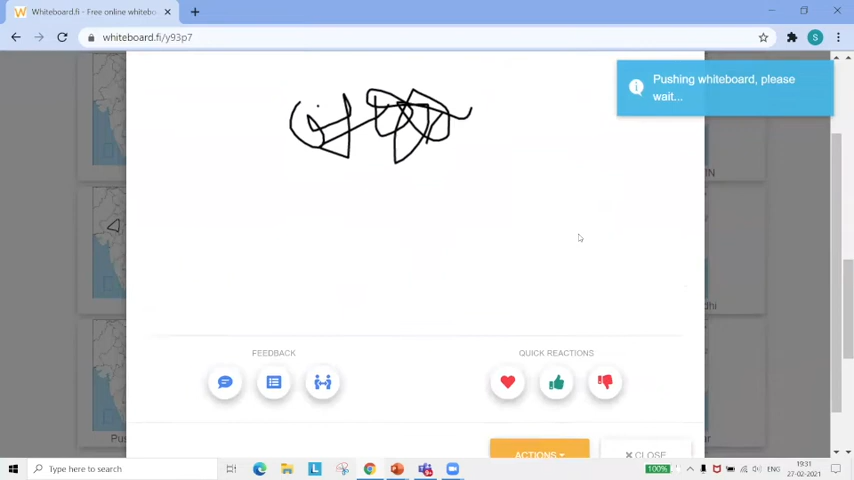 Whiteboard.fi - Free online whitebo
whiteboard.fi/y93p7
S
Pushing whiteboard, please
wait...
FEEDBACK
QUICK REACTIONS
ACTIONS
CLOSE
Type here to search
100%
ENG
19:31
27-02-2021